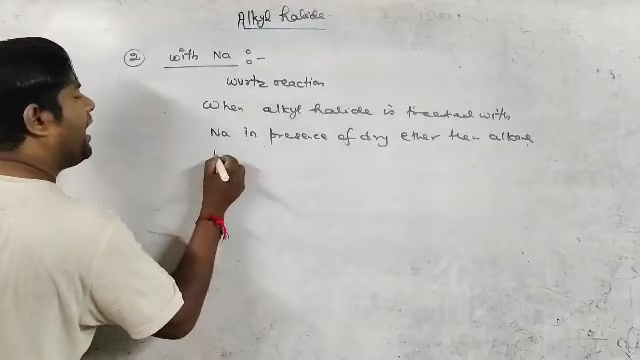 Alkyl halide
② with Na :-
wurtz reaction
When alkyl halide is treated with
Na in presence of dry ether then alkane